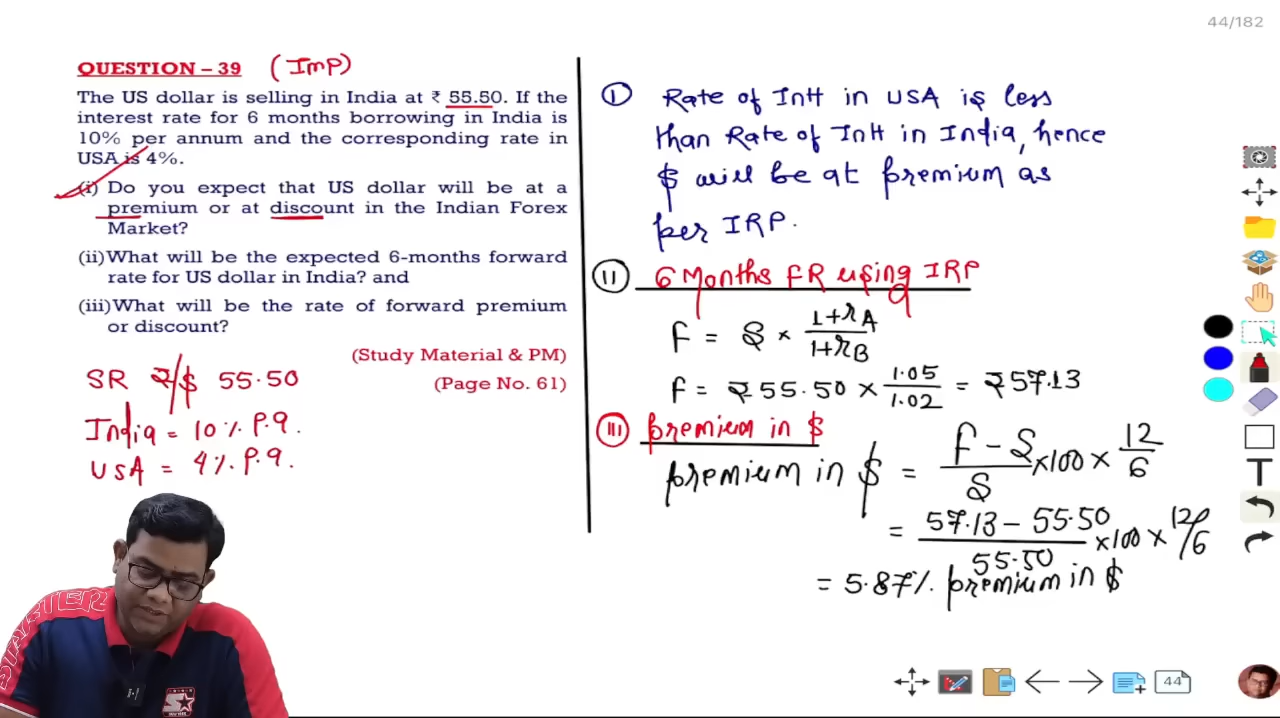 44/182
QUESTION – 39 (IMP)
The US dollar is selling in India at ₹ 55.50. If the
interest rate for 6 months borrowing in India is
10% per annum and the corresponding rate in
USA is 4%.
(i) Do you expect that US dollar will be at a
premium or at discount in the Indian Forex
Market?
(ii)What will be the expected 6-months forward
rate for US dollar in India? and
(iii)What will be the rate of forward premium
or discount?
(Study Material & PM)
(Page No. 61)
SR ₹/$ 55.50
India = 10% P.a.
USA = 4% P.a.
I Rate of Intt in USA is less
than Rate of Intt in India, hence
$ will be at premium as
per IRP.
II 6 Months FR using IRP
F = S × 1+rA / 1+rB
F = ₹55.50 × 1.05 / 1.02 = ₹57.13
III premium in $
premium in $ = F - S / S ×100 × 12/6
= 57.13 - 55.50 / 55.50 ×100 × 12/6
= 5.87% premium in $
STARTER
T
44